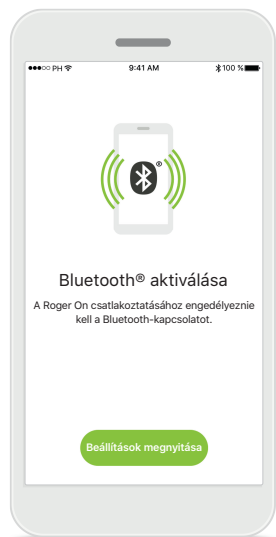 PH 9:41 AM 100 %
®
Bluetooth® aktiválása
A Roger On csatlakoztatásához engedélyeznie
kell a Bluetooth-kapcsolatot.
Beállítások megnyitása